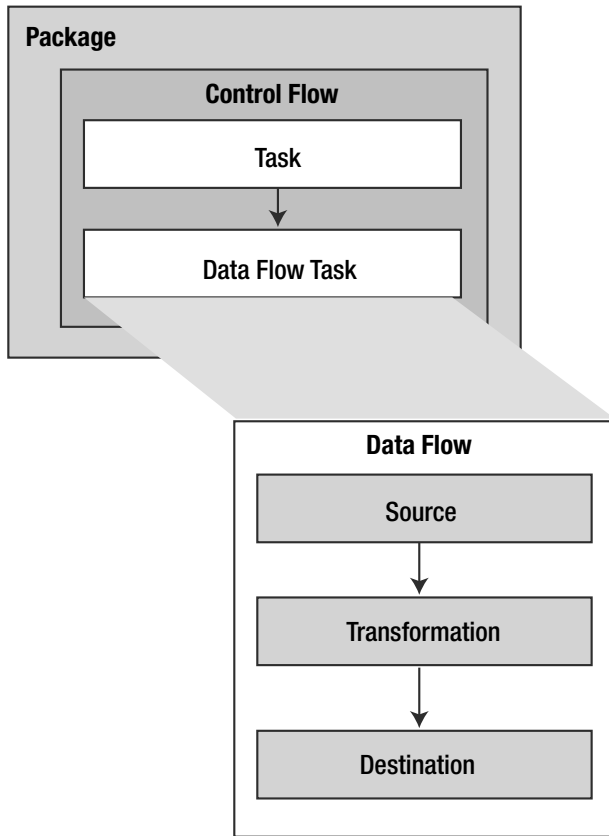 Package
Control Flow
Task
Data Flow Task
Data Flow
Source
Transformation
Destination